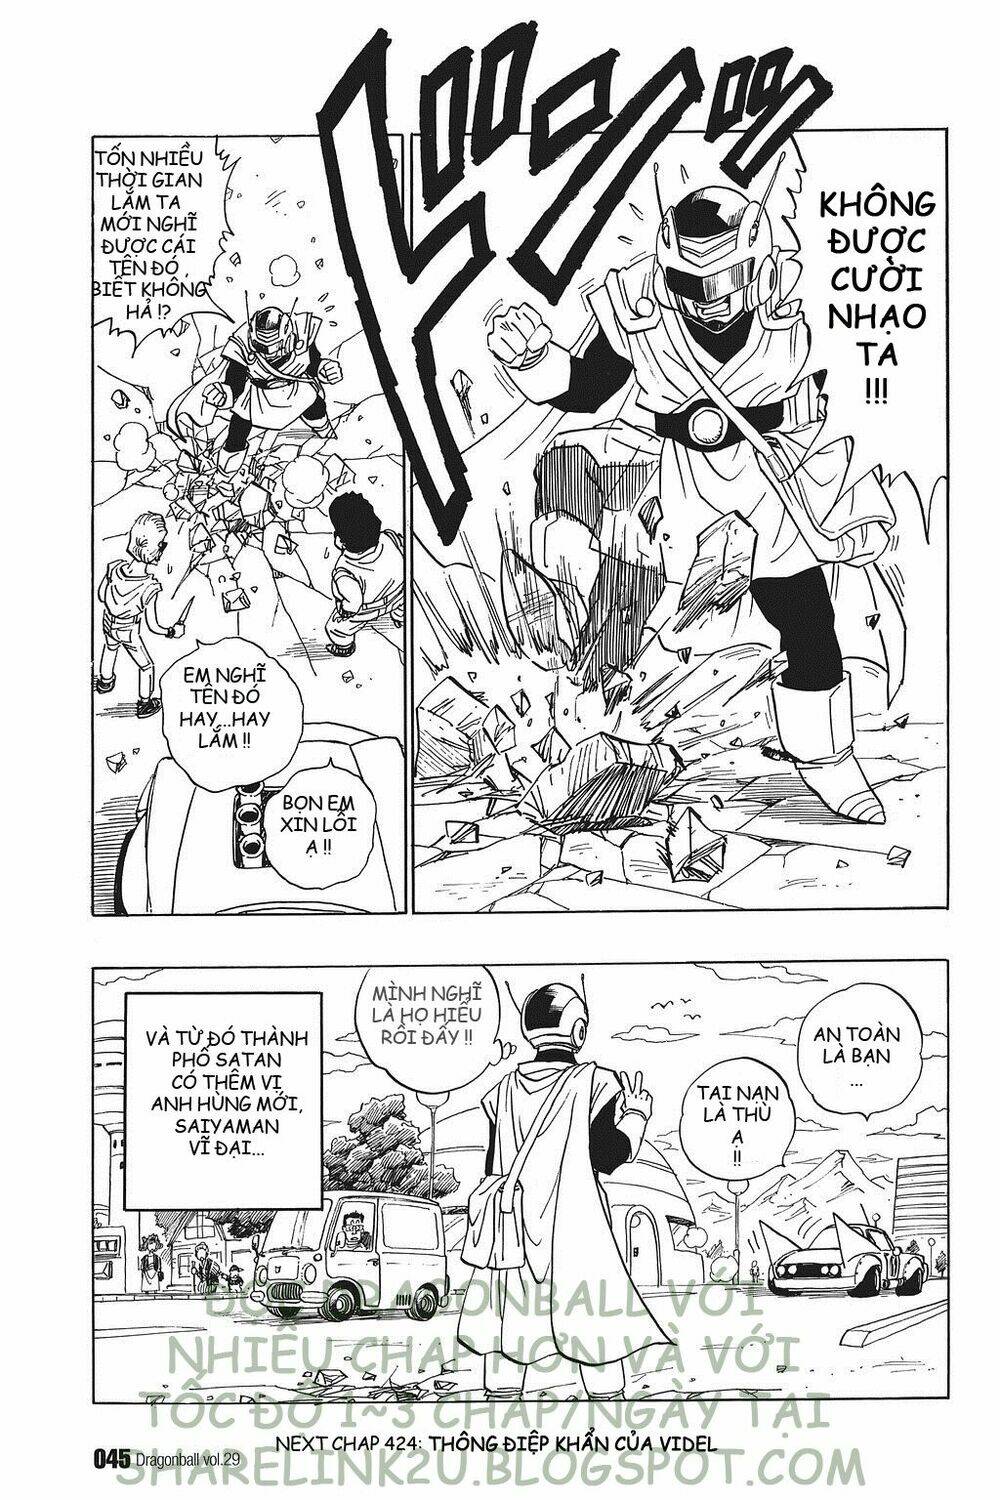 KHÔNG
ĐƯỢC
CƯỜI
NHẠO
TA
!!!
TỐN NHIỀU
THỜI GIAN
LẮM TA
MỚI NGHĨ
ĐƯỢC CÁI
TÊN ĐÓ,
BIẾT KHÔNG
HẢ !?
EM NGHĨ
TÊN ĐÓ
HAY...HAY
LẮM !!
BỌN EM
XIN LỖI
Ạ !!
VÀ TỪ ĐÓ THÀNH
PHỐ SATAN
CÓ THÊM VỊ
ANH HÙNG MỚI,
SAIYAMAN
VĨ ĐẠI...
MÌNH NGHĨ
LÀ HỌ HIỂU
RỒI ĐẤY !!
AN TOÀN
LÀ BẠN
...
TAI NẠN
LÀ THÙ
Ạ
!!
ĐỌC DRAGONBALL VỚI
NHIỀU CHAP HƠN VÀ VỚI
TỐC ĐỘ 1~3 CHAP/NGÀY TẠI
SHARELINK2U.BLOGSPOT.COM
NEXT CHAP 424: THÔNG ĐIỆP KHẨN CỦA VIDEL
045 Dragonball vol.29